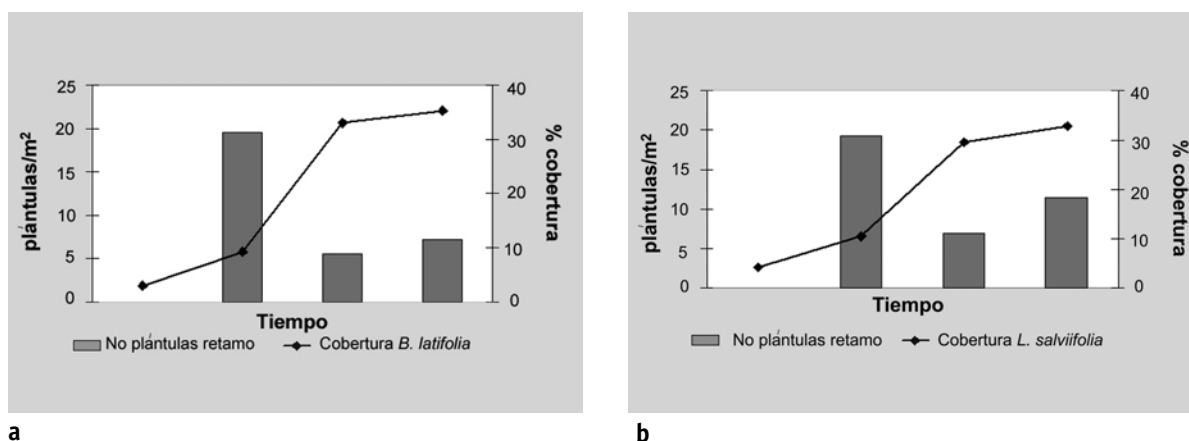 25
20
15
10
5
0
plántulas/m²
40
30
20
10
0
% cobertura
Tiempo
No plántulas retamo Cobertura B. latifolia
a
25
20
15
10
5
0
plántulas/m²
40
30
20
10
0
% cobertura
Tiempo
No plántulas retamo Cobertura L. salviifolia
b